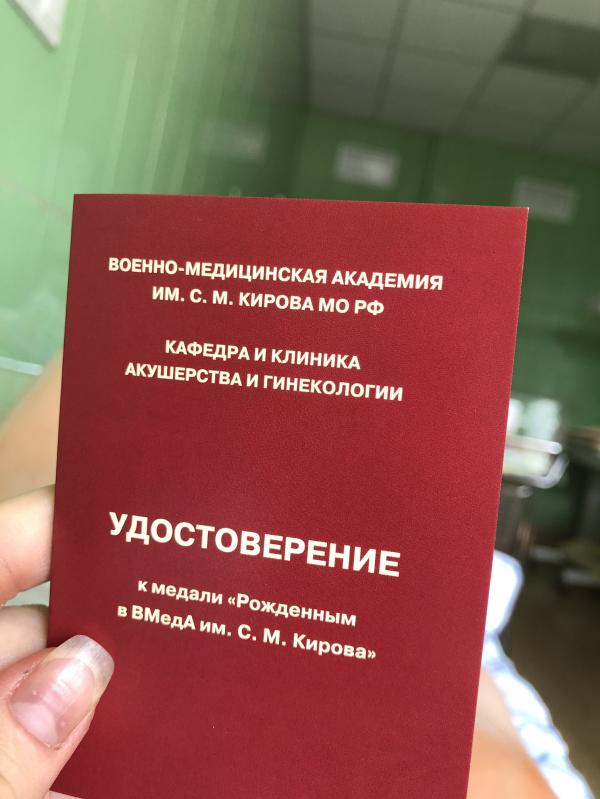 ВОЕННО-МЕДИЦИНСКАЯ АКАДЕМИЯ
ИМ. С. М. КИРОВА МО РФ
КАФЕДРА И КЛИНИКА
АКУШЕРСТВА И ГИНЕКОЛОГИИ
УДОСТОВЕРЕНИЕ
к медали «Рожденным
в ВМедА им. С. М. Кирова»